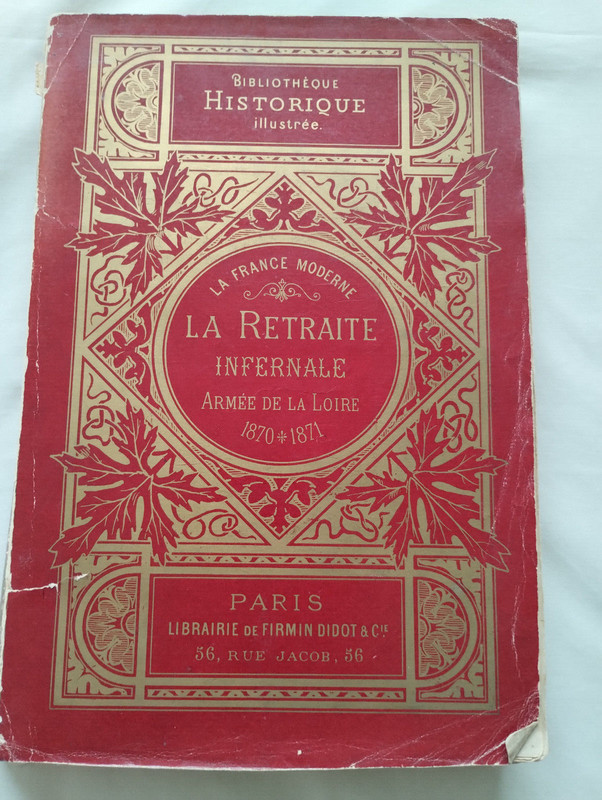 BIBLIOTHÈQUE
HISTORIQUE
illustrée.
LA FRANCE MODERNE
LA RETRAITE
INFERNALE
ARMÉE DE LA LOIRE
1870 * 1871
PARIS
LIBRAIRIE DE FIRMIN DIDOT & CIE
56, RUE JACOB, 56